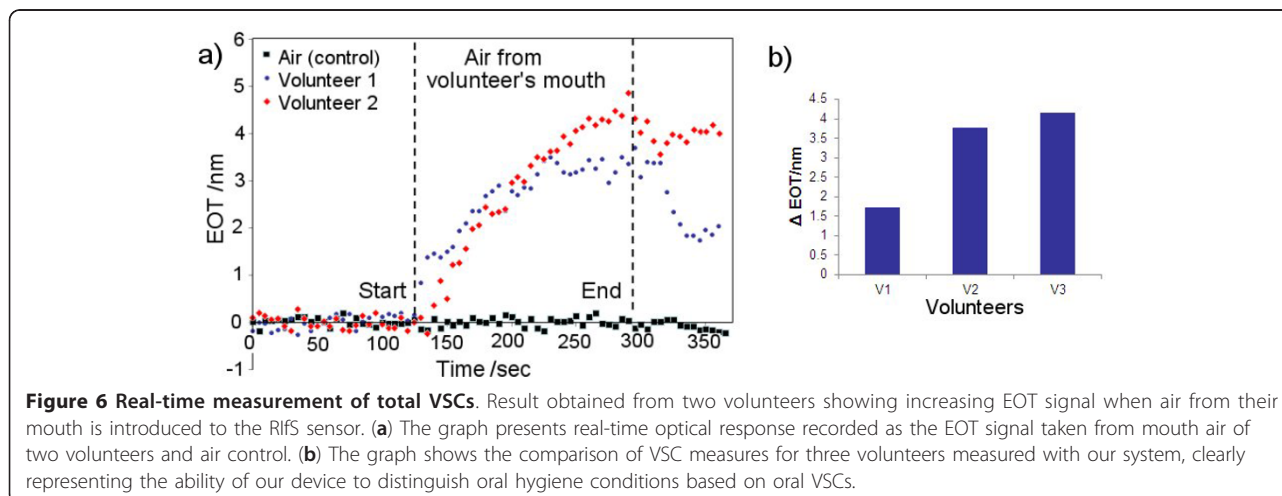 a)
6
5
4
3
2
1
0
-1
EOT /nm
Air (control)
Volunteer 1
Volunteer 2
Air from
volunteer's mouth
Start
End
0 50 100 150 200 250 300 350
Time /sec
b)
4.5
4
3.5
3
2.5
2
1.5
1
0.5
0
Δ EOT/nm
V1 V2 V3
Volunteers
Figure 6 Real-time measurement of total VSCs. Result obtained from two volunteers showing increasing EOT signal when air from their
mouth is introduced to the RIfS sensor. (a) The graph presents real-time optical response recorded as the EOT signal taken from mouth air of
two volunteers and air control. (b) The graph shows the comparison of VSC measures for three volunteers measured with our system, clearly
representing the ability of our device to distinguish oral hygiene conditions based on oral VSCs.